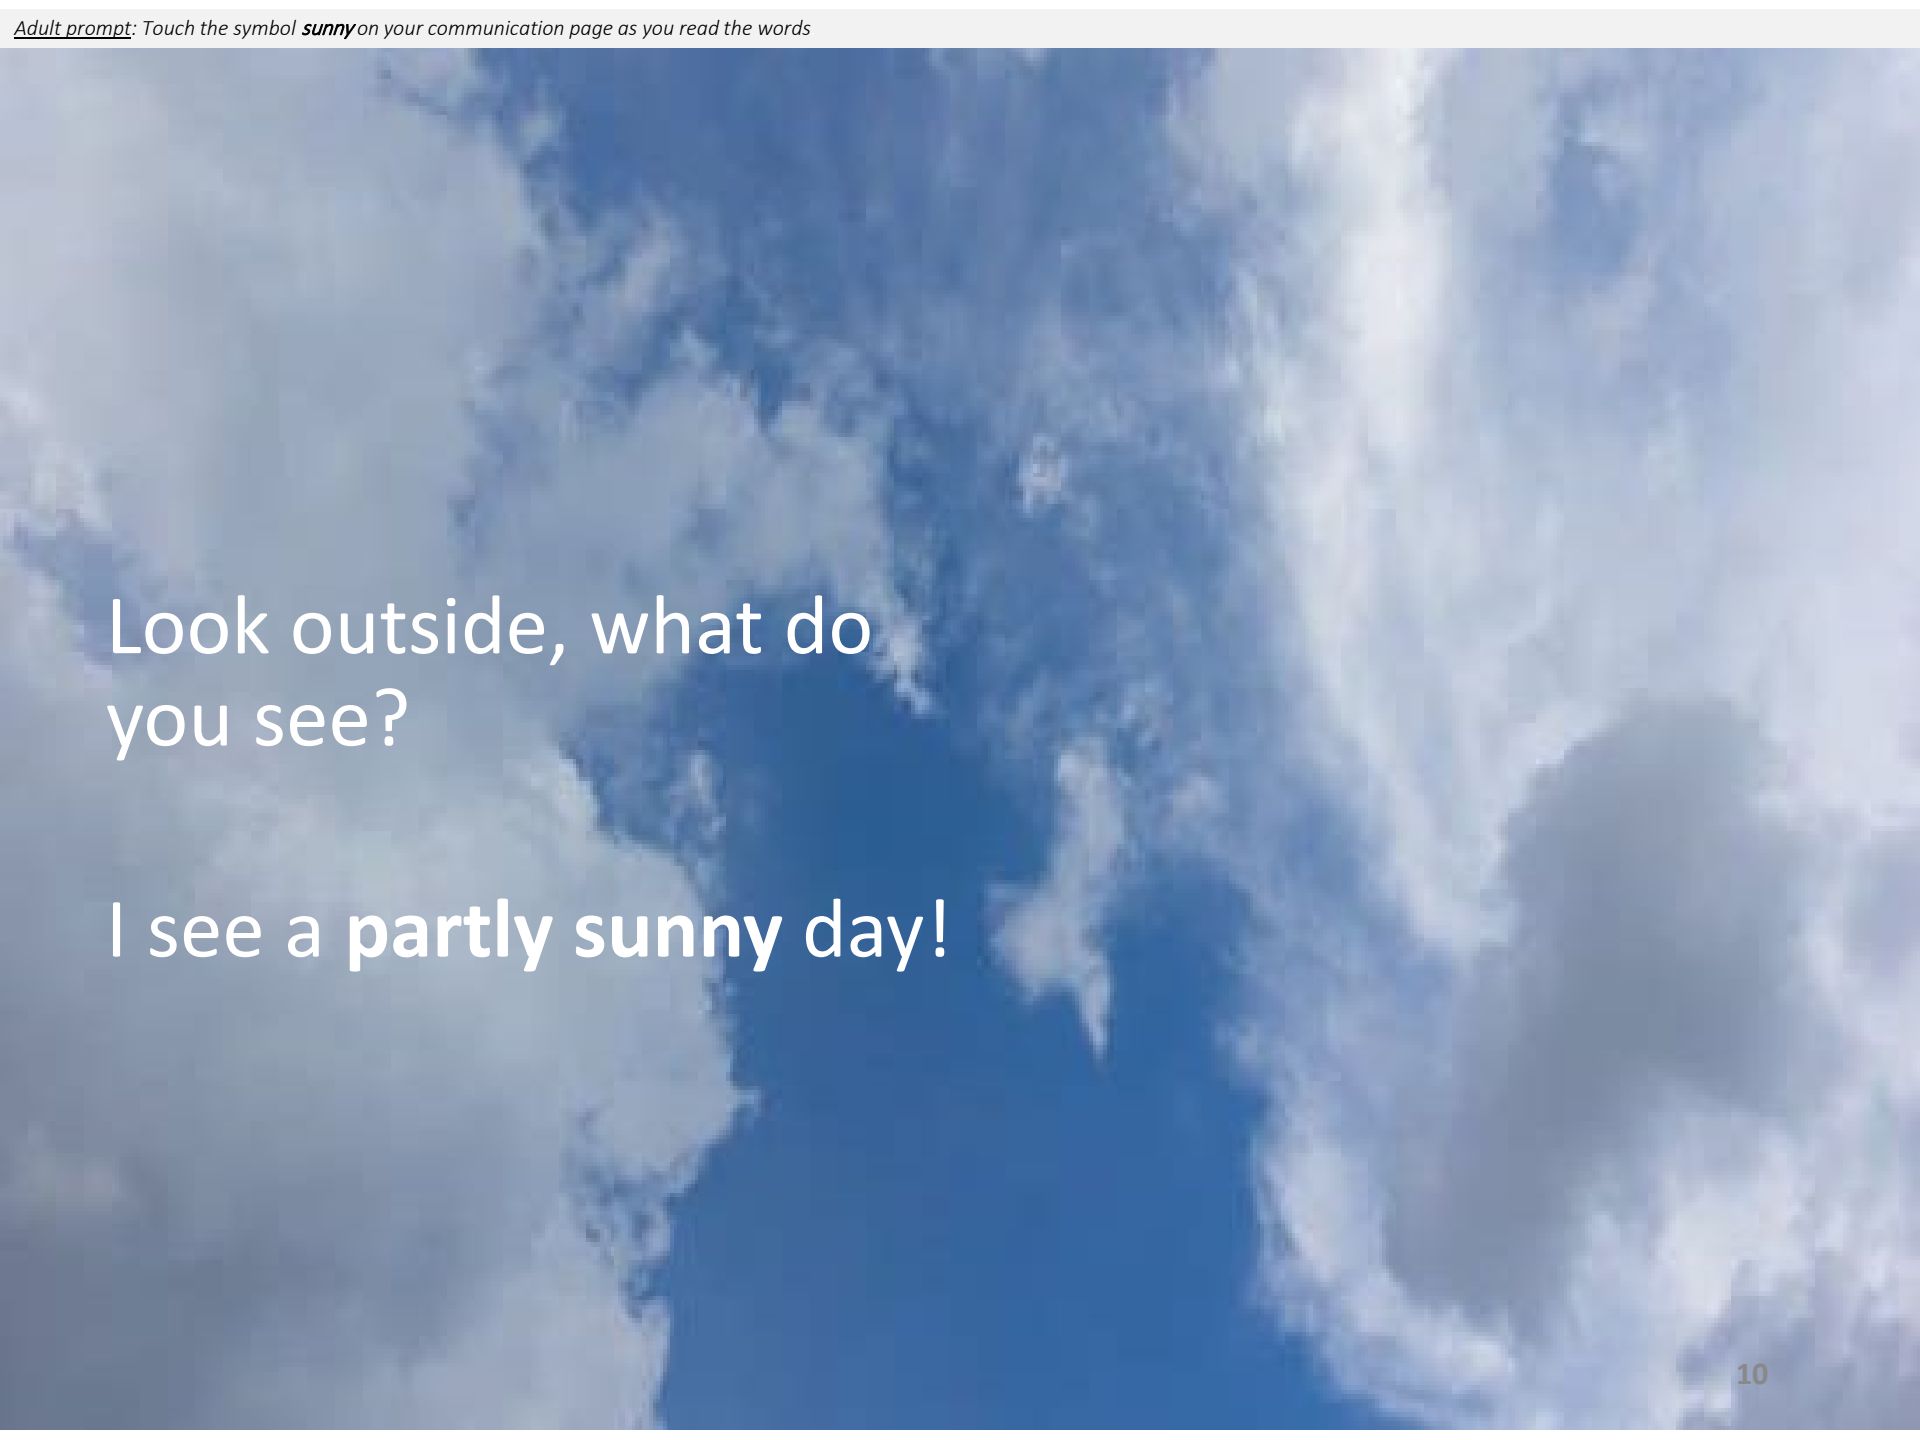 Adult prompt: Touch the symbol sunny on your communication page as you read the words
Look outside, what do
you see?
I see a partly sunny day!
10